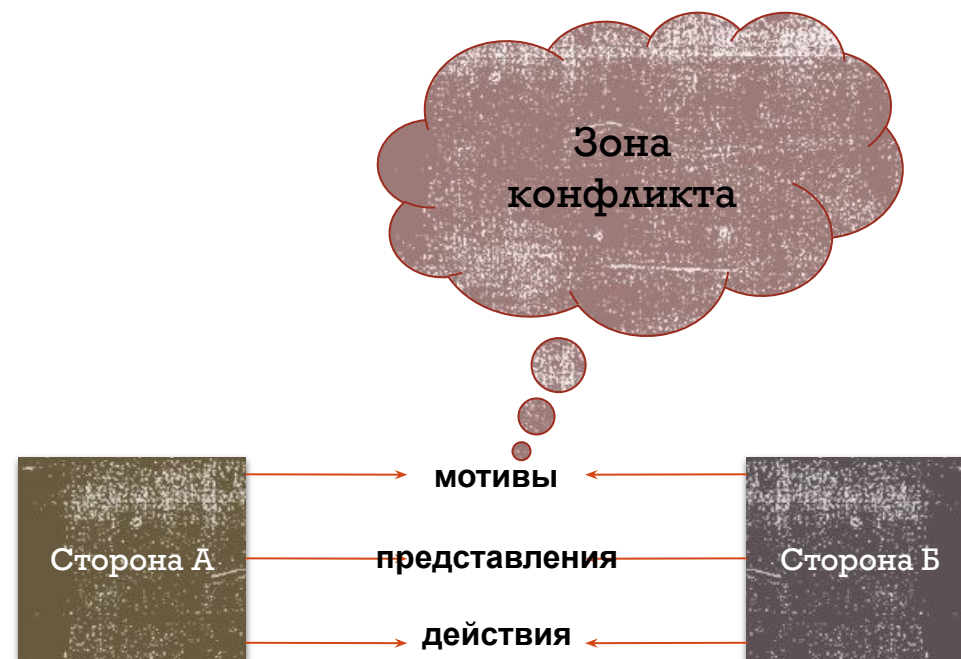 Зона
конфликта
мотивы
Сторона А
представления
Сторона Б
действия